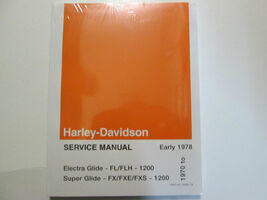 Harley-Davidson
SERVICE MANUAL Early 1978
1970 to
Electra Glide - FL/FLH - 1200
Super Glide - FX/FXE/FXS - 1200